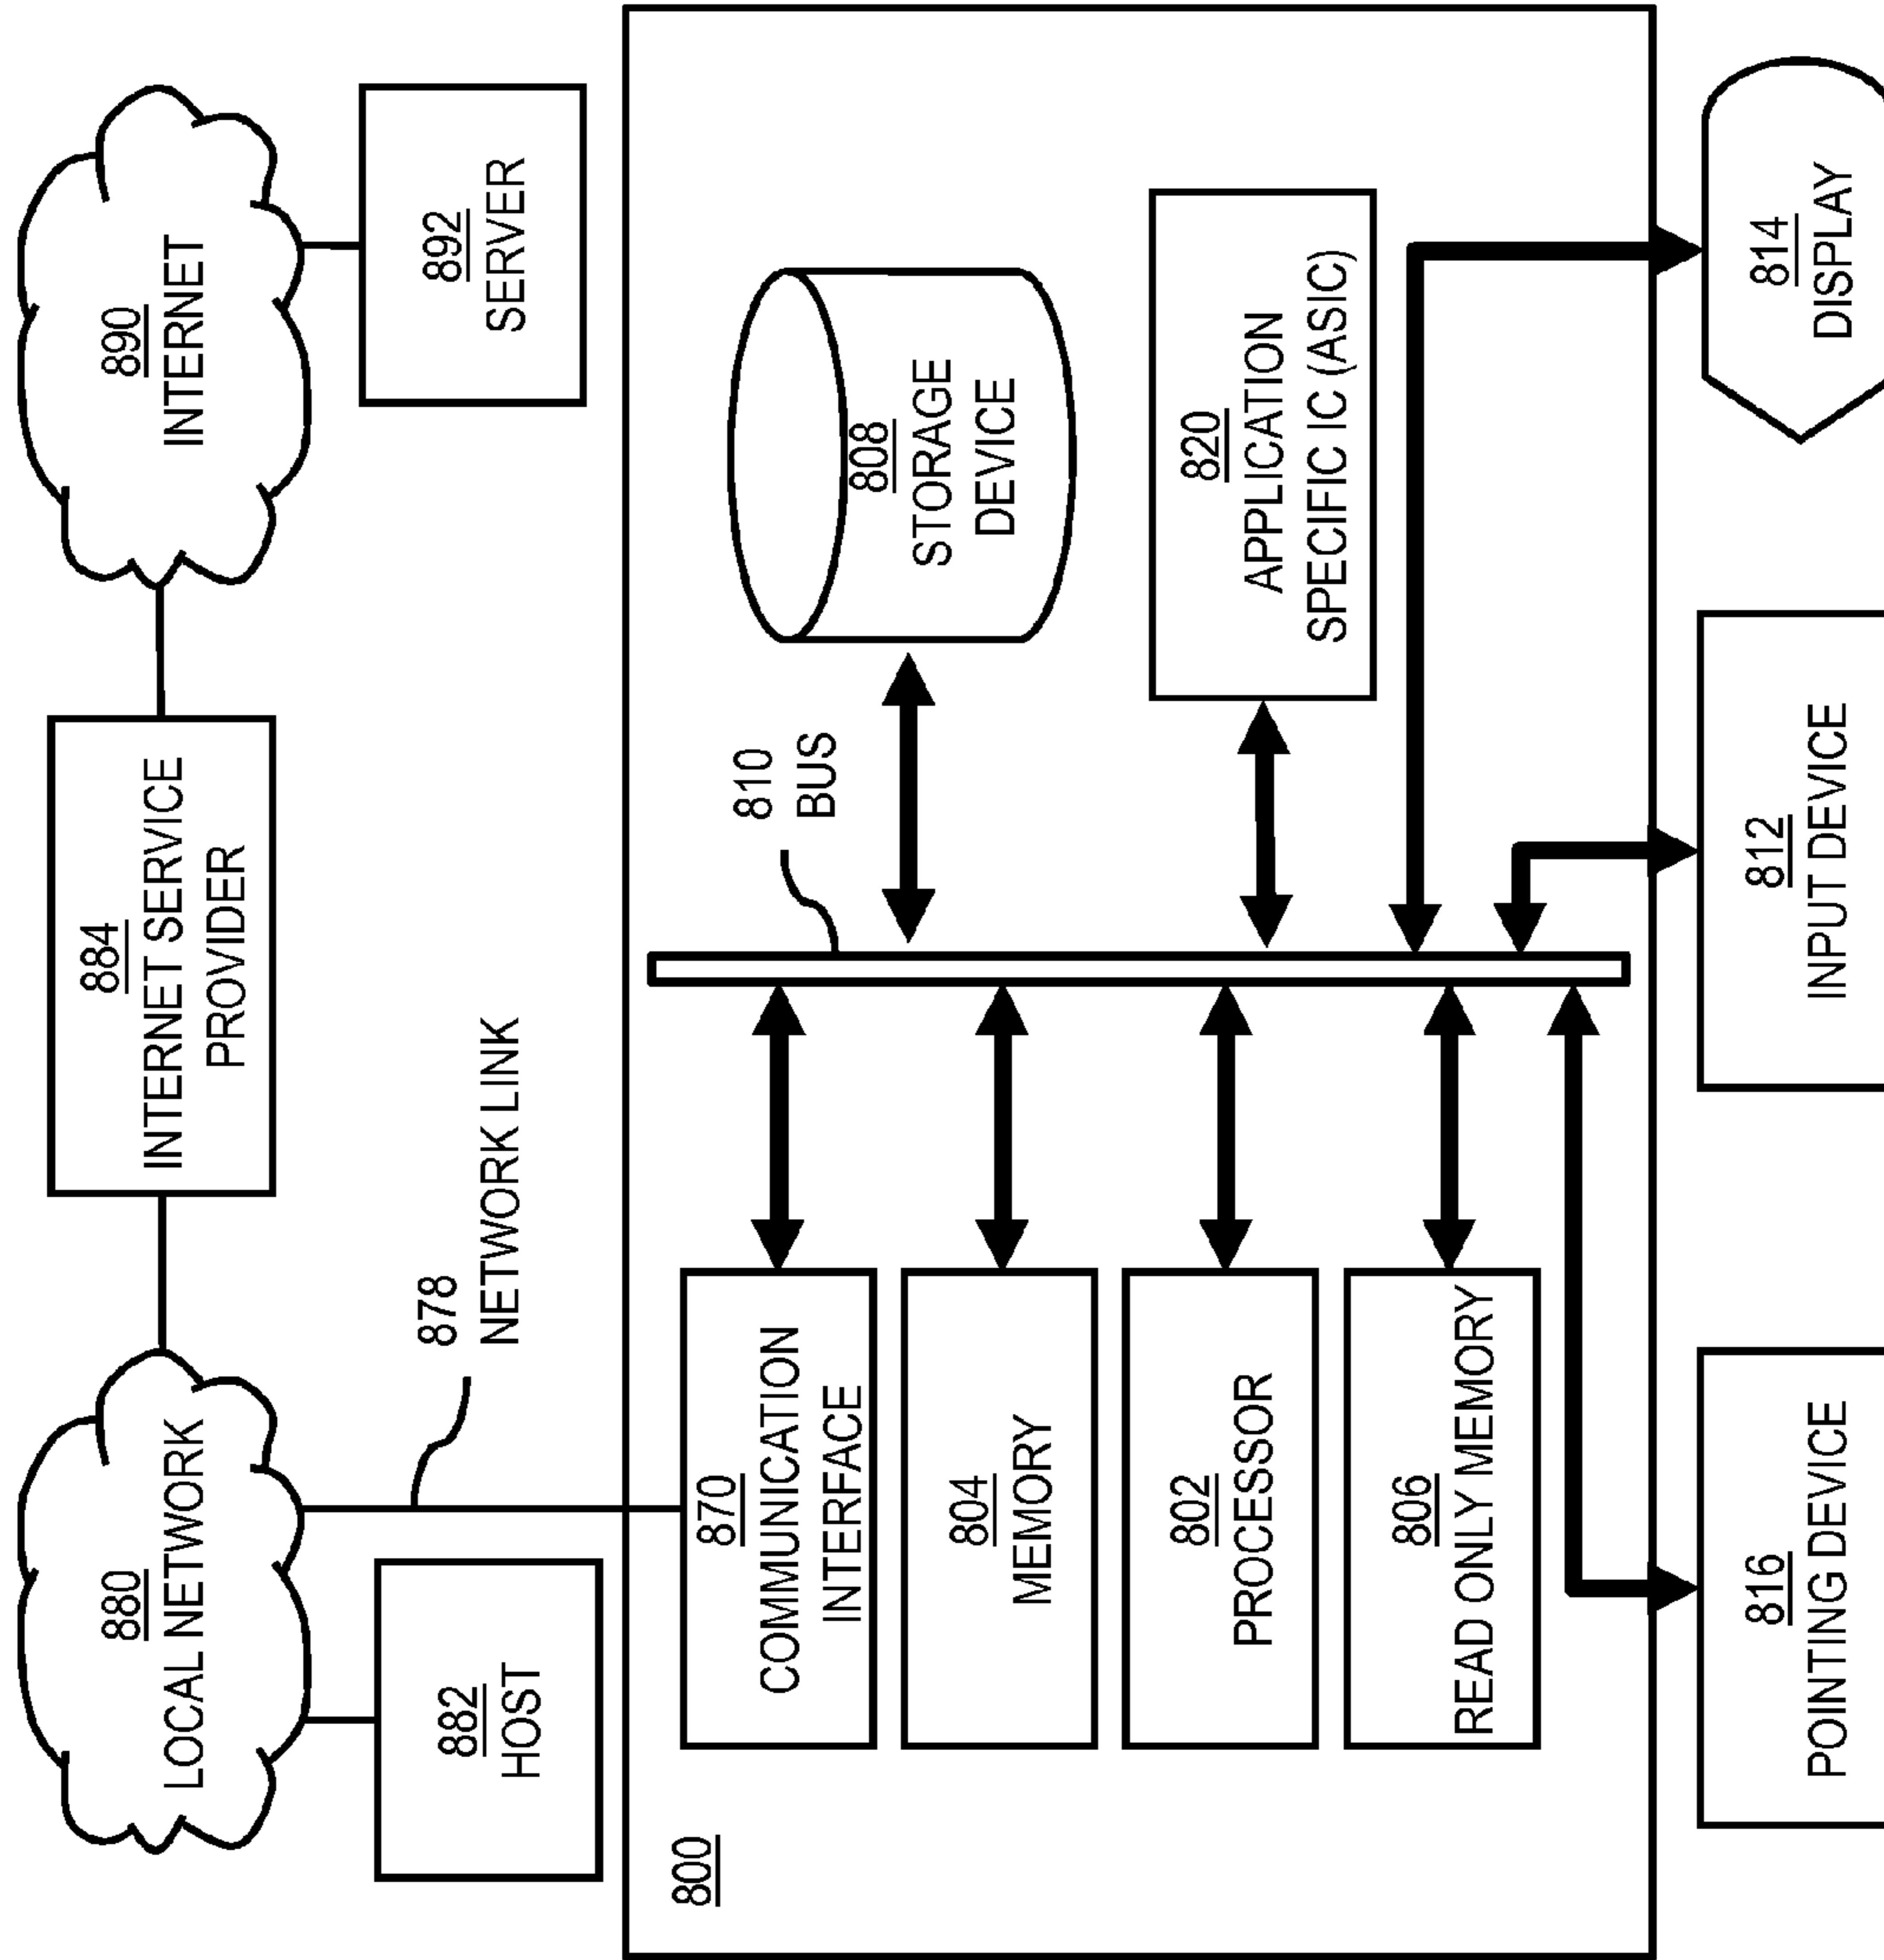 880
LOCAL NETWORK
884
INTERNET SERVICE
PROVIDER
890
INTERNET
882
HOST
878
NETWORK LINK
892
SERVER
800
870
COMMUNICATION
INTERFACE
810
BUS
808
STORAGE
DEVICE
804
MEMORY
802
PROCESSOR
820
APPLICATION
SPECIFIC IC (ASIC)
806
READ ONLY MEMORY
816
POINTING DEVICE
812
INPUT DEVICE
814
DISPLAY